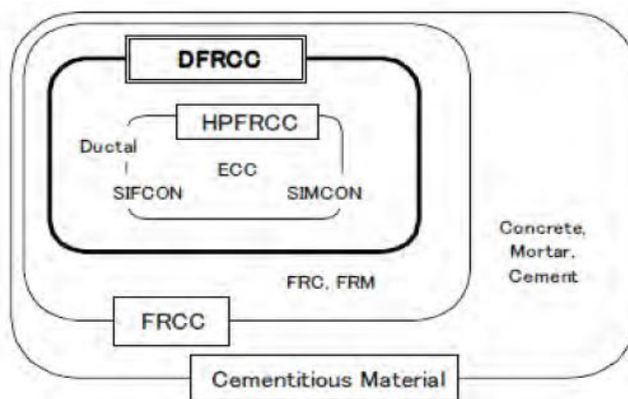 DFRCC
HPFRCC
Ductal
ECC
SIFCON
SIMCON
Concrete,
Mortar,
Cement
FRC, FRM
FRCC
Cementitious Material